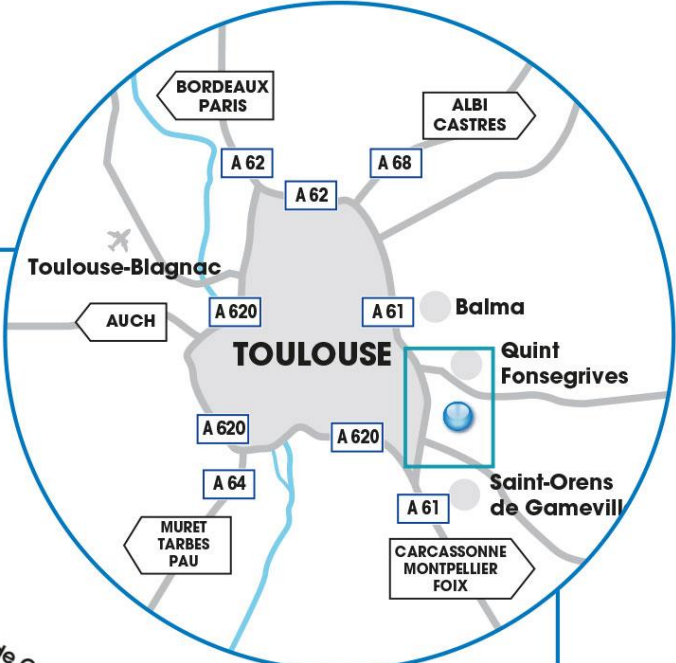 BORDEAUX
PARIS
ALBI
CASTRES
A 62
A 68
A 62
Toulouse-Blagnac
A 620
A 61
Balma
AUCH
TOULOUSE
Quint
Fonsegrives
A 620
A 620
A 64
Saint-Orens
de Gamevill
A 61
MURET
TARBES
PAU
CARCASSONNE
MONTPELLIER
FOIX